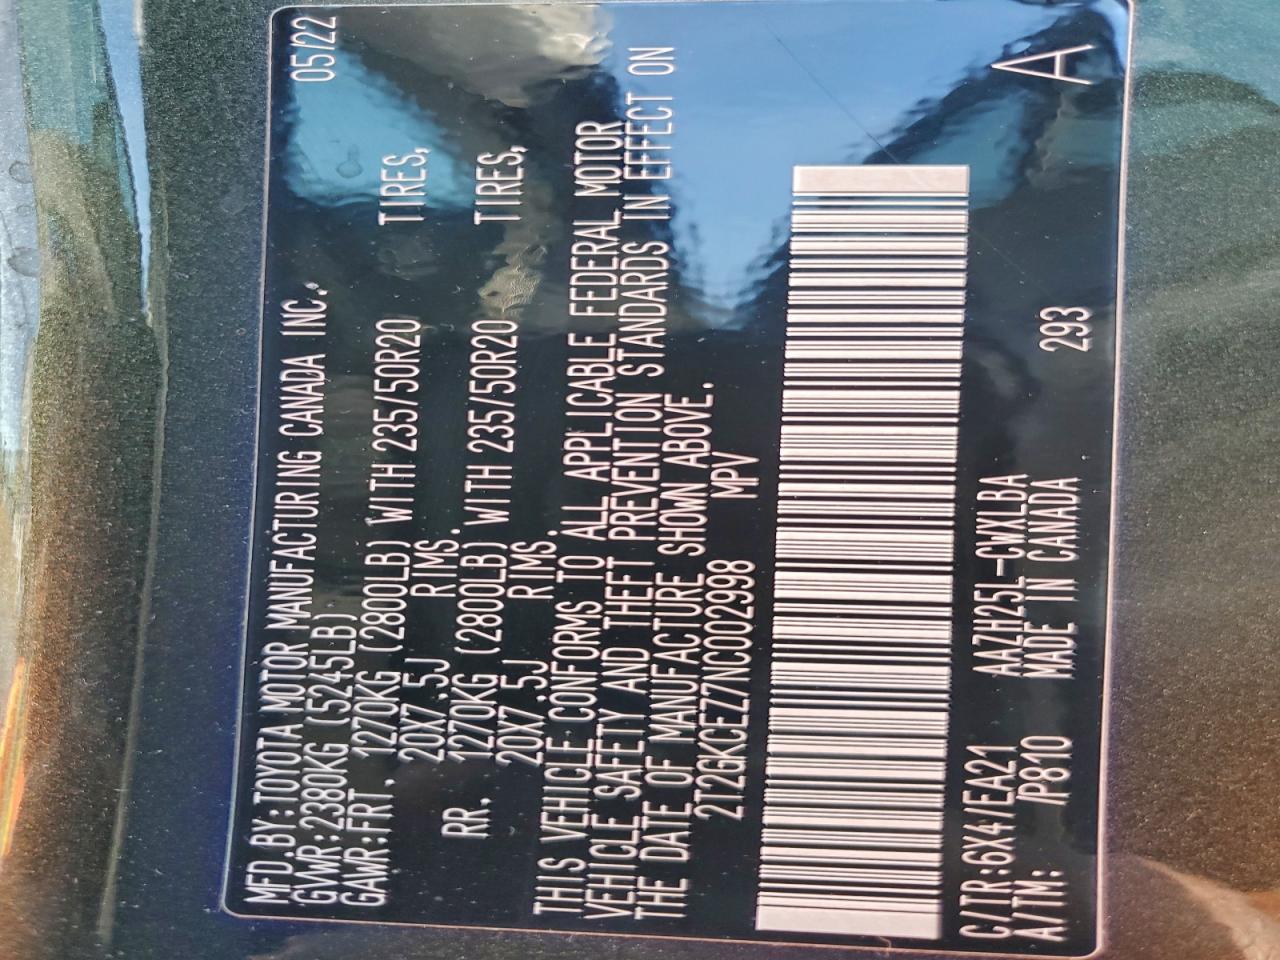 MFD.BY:TOYOTA MOTOR MANUFACTURING CANADA INC. 05/22
GVWR:2380KG (5245LB)
GAWR:FRT. 1270KG (2800LB) WITH 235/50R20 TIRES,
20X7.5J RIMS.
RR. 1270KG (2800LB) WITH 235/50R20 TIRES,
20X7.5J RIMS.
THIS VEHICLE CONFORMS TO ALL APPLICABLE FEDERAL MOTOR
VEHICLE SAFETY AND THEFT PREVENTION STANDARDS IN EFFECT ON
THE DATE OF MANUFACTURE SHOWN ABOVE.
2T2GKCEZ7NC002998 MPV
C/TR:6X4/EA21 AAZH25L-CWXLBA A
A/TM: /P810 MADE IN CANADA 293